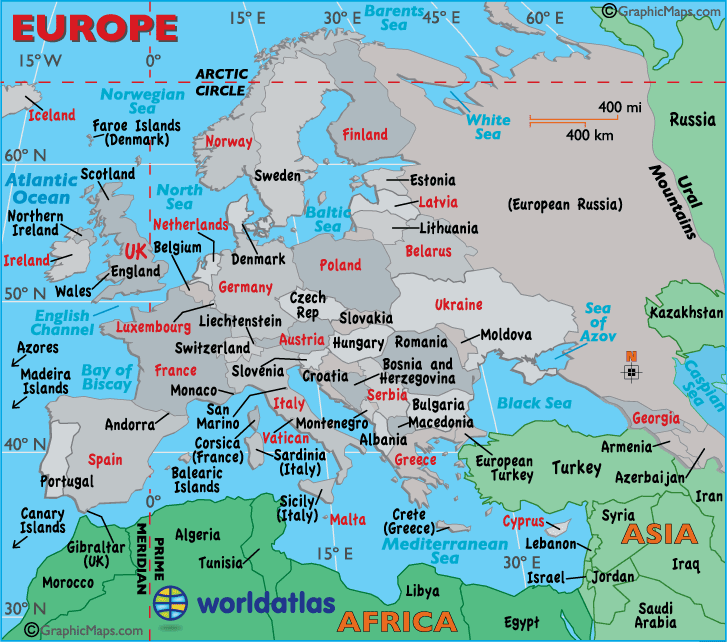 EUROPE
15°W
0°
15° E
30° E
45° E
60° E
Barents
Sea
©GraphicMaps.com
ARCTIC
CIRCLE
Iceland
Norwegian
Sea
Faroe Islands
(Denmark)
Norway
Finland
White
Sea
400 mi
400 km
Russia
60° N
Scotland
Sweden
Estonia
Latvia
Lithuania
(European Russia)
Ural
Mountains
Atlantic
Ocean
Northern
Ireland
North
Sea
Netherlands
Belgium
Baltic
Sea
Ireland
UK
England
Wales
Denmark
Belarus
Poland
Germany
50° N
English
Channel
Luxembourg
Liechtenstein
Czech
Rep
Slovakia
Ukraine
Kazakhstan
Azores
Switzerland
Austria
Hungary
Romania
Moldova
Sea
of
Azov
N
Madeira
Islands
Bay of
Biscay
France
Slovenia
Croatia
Bosnia and
Herzegovina
Caspian
Sea
Monaco
San
Marino
Italy
Serbia
Bulgaria
Black Sea
Georgia
Andorra
Vatican
Montenegro
Macedonia
40° N
Corsica
(France)
Albania
Armenia
Spain
Sardinia
(Italy)
Greece
European
Turkey
Turkey
Azerbaijan
Portugal
Balearic
Islands
Iran
Canary
Islands
0°
Sicily
(Italy)
Malta
Crete
(Greece)
Cyprus
Syria
ASIA
Gibraltar
(UK)
PRIME
MERIDIAN
Algeria
Tunisia
15° E
Mediterranean
Sea
30° E
Lebanon
Israel
Jordan
Iraq
Morocco
worldatlas
AFRICA
Libya
Egypt
Saudi
Arabia
30° N
©GraphicMaps.com